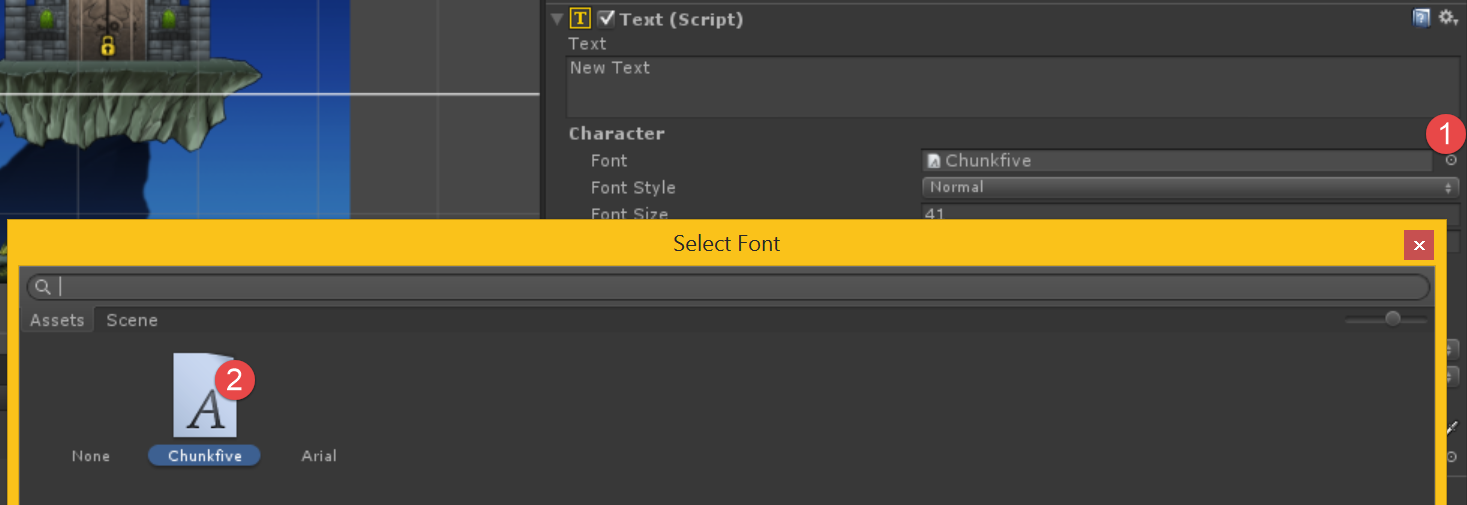 T Text (Script)
Text
New Text
Character
1
Font Chunkfive
Font Style Normal
Font Size 41
Select Font
Assets Scene
A 2
None Chunkfive Arial